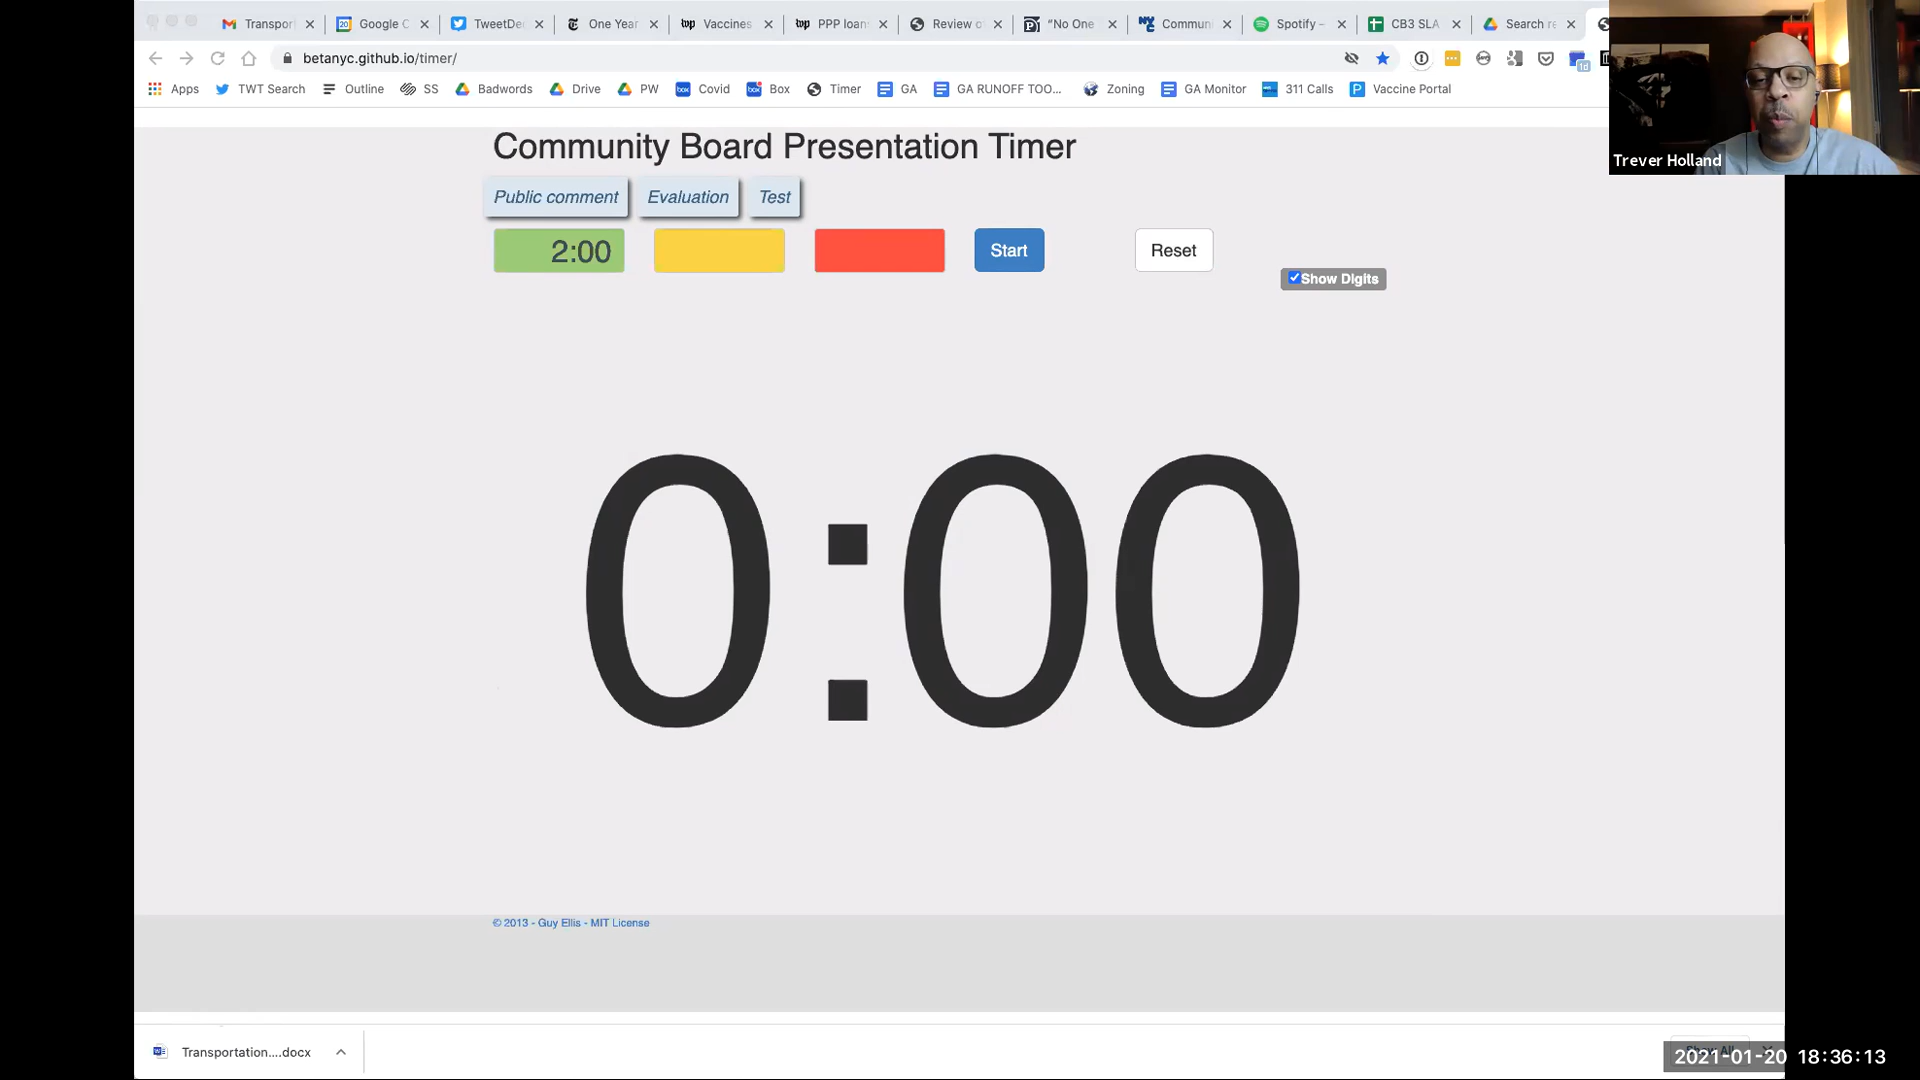 Transpor
Google C
TweetDe
One Year
Vaccines
PPP loan
Review o
"No One
Communi
Spotify –
CB3 SLA
Search re
betanyc.github.io/timer/
Apps
TWT Search
Outline
SS
Badwords
Drive
PW
Covid
Box
Timer
GA
GA RUNOFF TOO...
Zoning
GA Monitor
311 Calls
Vaccine Portal
Trever Holland
Community Board Presentation Timer
Public comment
Evaluation
Test
2:00
Start
Reset
Show Digits
0:00
© 2013 - Guy Ellis - MIT License
Transportation....docx
Show All
2021-01-20 18:36:13